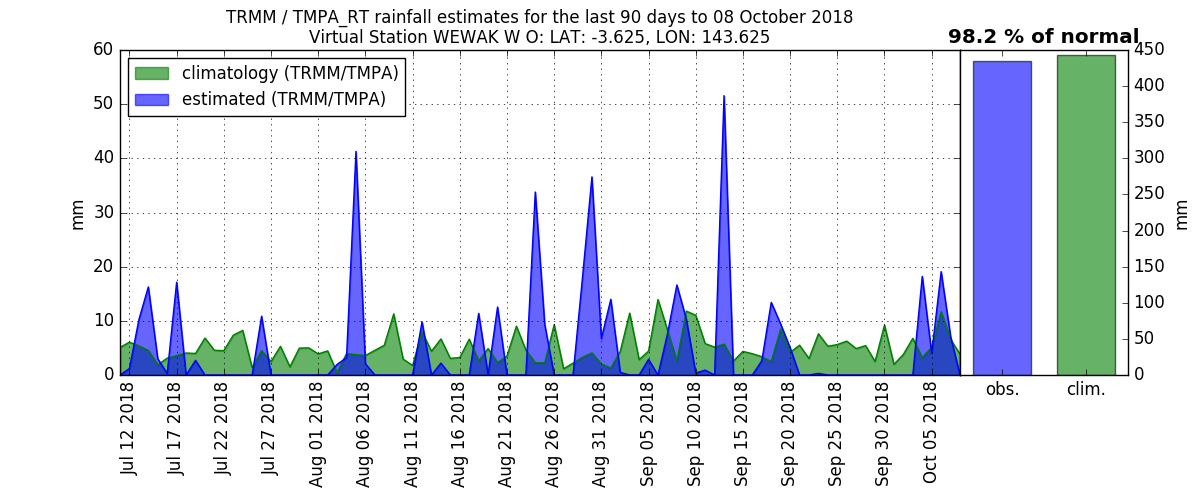 TRMM / TMPA_RT rainfall estimates for the last 90 days to 08 October 2018
Virtual Station WEWAK W O: LAT: -3.625, LON: 143.625
98.2 % of normal
climatology (TRMM/TMPA)
estimated (TRMM/TMPA)
60
50
40
30
20
10
0
mm
Jul 12 2018
Jul 17 2018
Jul 22 2018
Jul 27 2018
Aug 01 2018
Aug 06 2018
Aug 11 2018
Aug 16 2018
Aug 21 2018
Aug 26 2018
Aug 31 2018
Sep 05 2018
Sep 10 2018
Sep 15 2018
Sep 20 2018
Sep 25 2018
Sep 30 2018
Oct 05 2018
obs.
clim.
450
400
350
300
250
200
150
100
50
0
mm